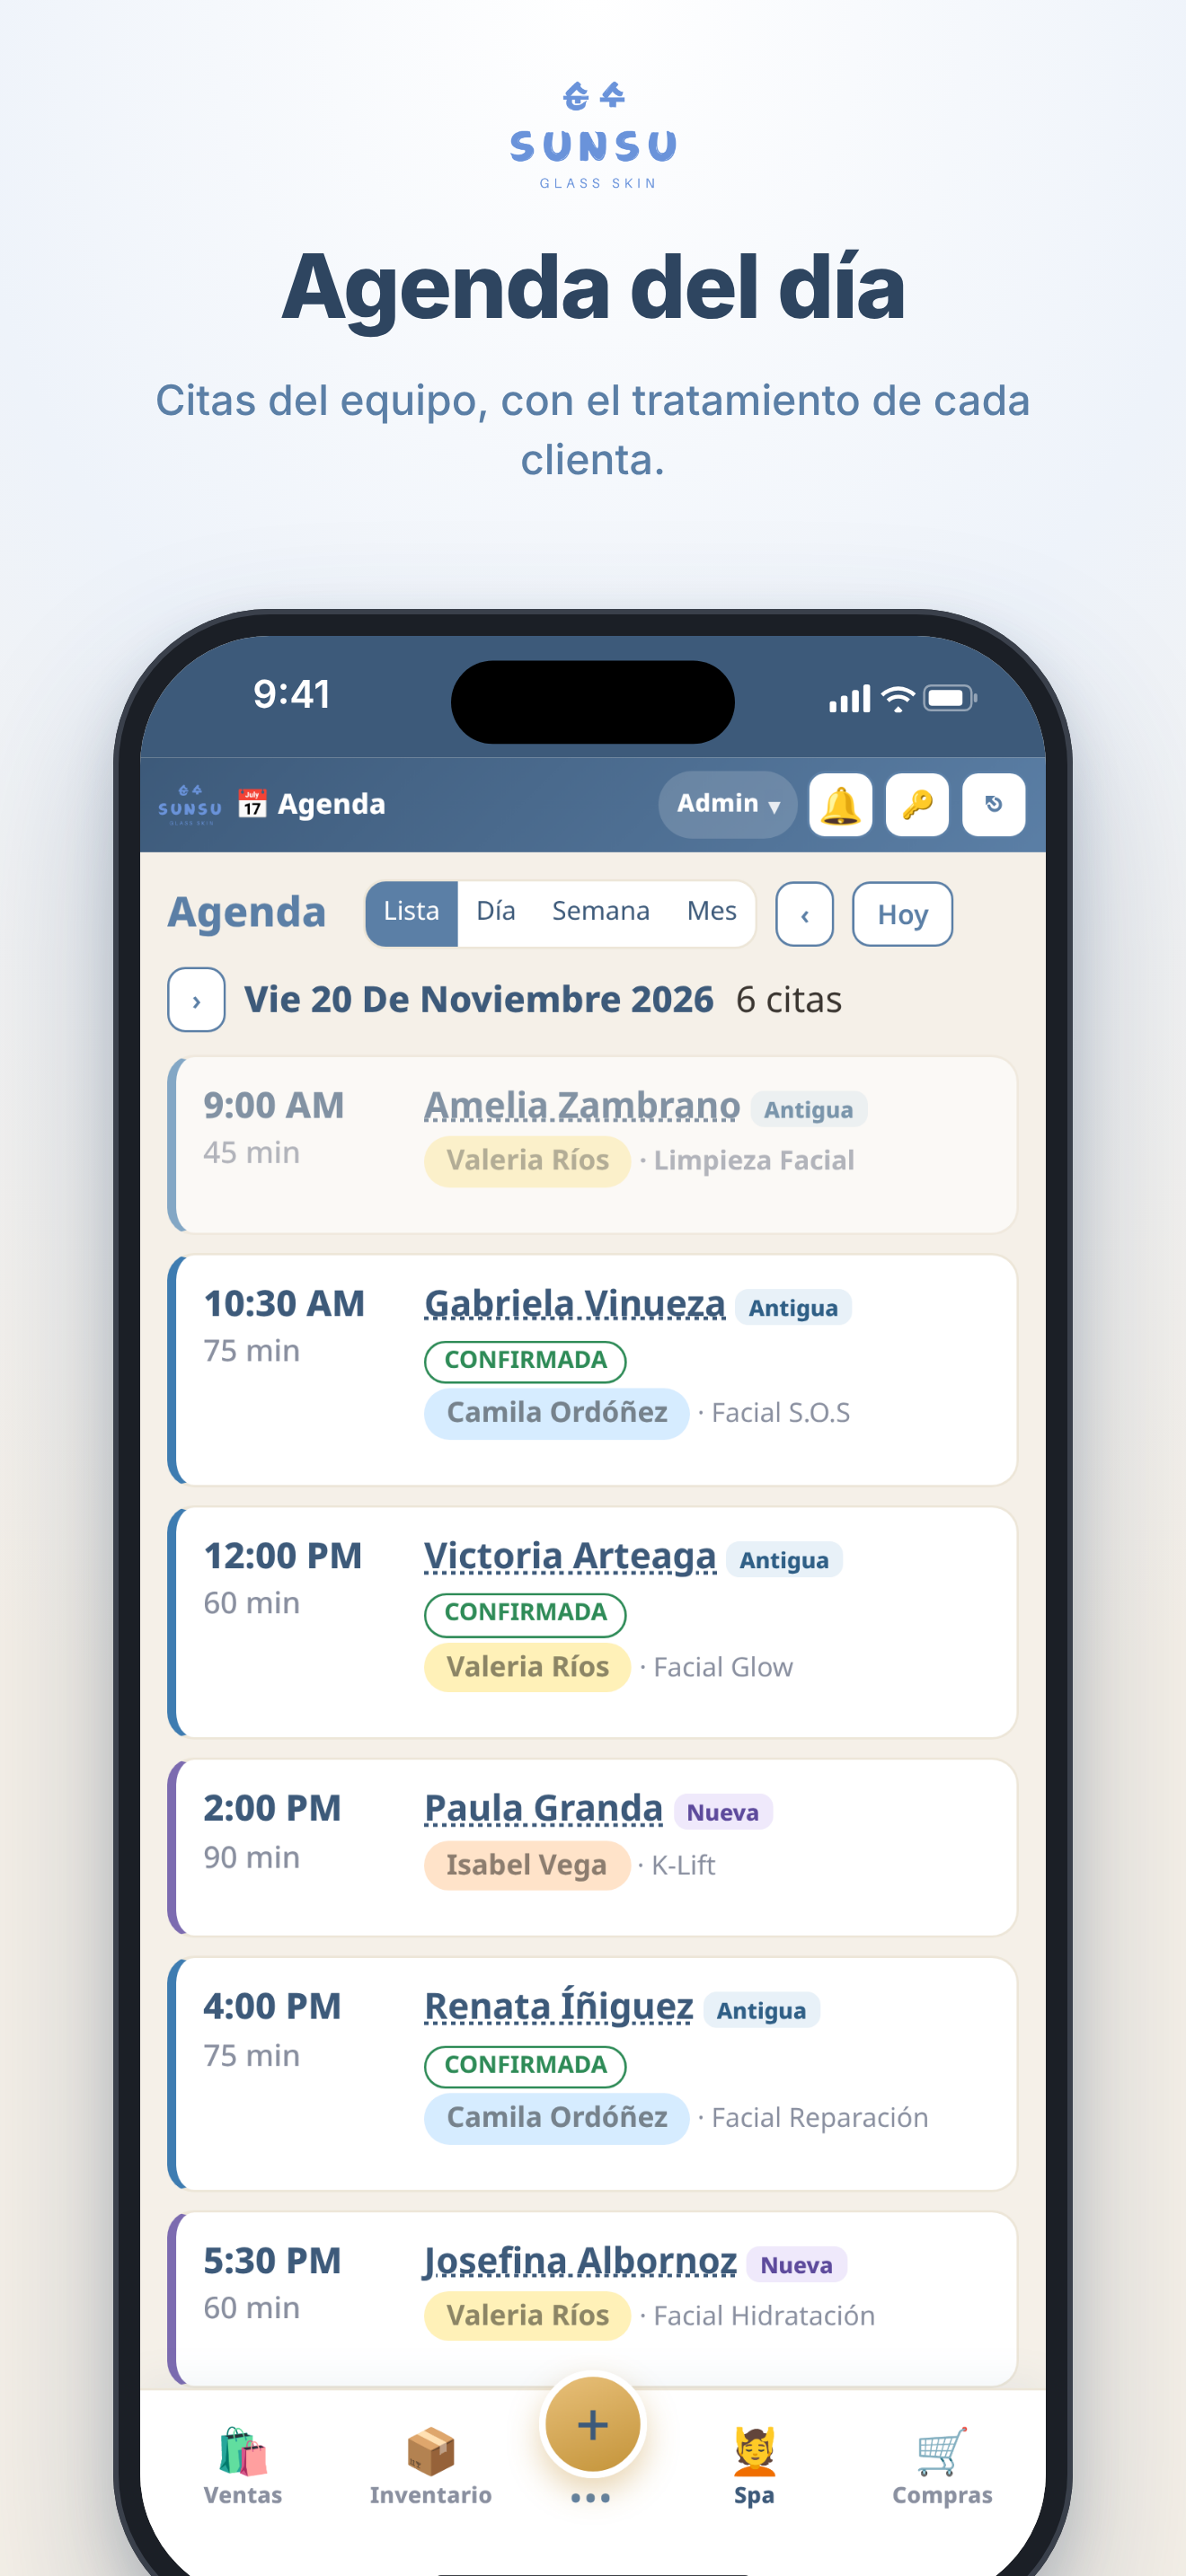 SUNSU
GLASS SKIN
Agenda del día
Citas del equipo, con el tratamiento de cada
clienta.
9:41
SUNSU
GLASS SKIN
July
17
Agenda
Admin ▾
Agenda
Lista
Día
Semana
Mes
‹
Hoy
›
Vie 20 De Noviembre 2026 6 citas
9:00 AM
45 min
Amelia Zambrano Antigua
Valeria Ríos · Limpieza Facial
10:30 AM
75 min
Gabriela Vinueza Antigua
CONFIRMADA
Camila Ordóñez · Facial S.O.S
12:00 PM
60 min
Victoria Arteaga Antigua
CONFIRMADA
Valeria Ríos · Facial Glow
2:00 PM
90 min
Paula Granda Nueva
Isabel Vega · K-Lift
4:00 PM
75 min
Renata Íñiguez Antigua
CONFIRMADA
Camila Ordóñez · Facial Reparación
5:30 PM
60 min
Josefina Albornoz Nueva
Valeria Ríos · Facial Hidratación
+
Ventas
Inventario
•••
Spa
Compras